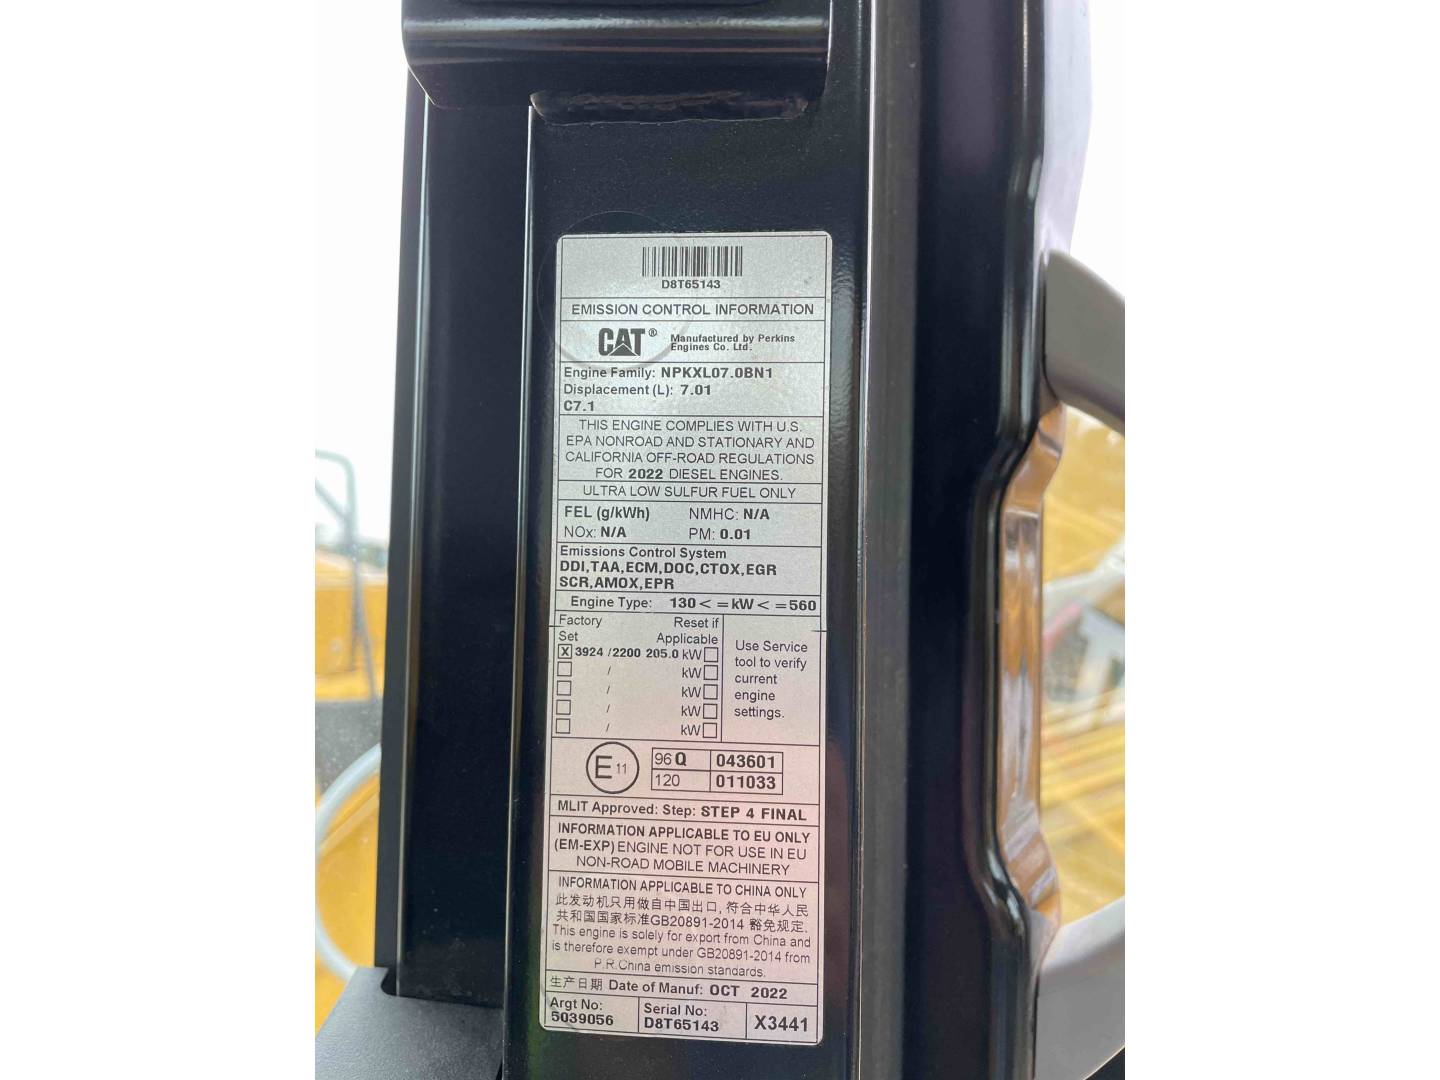 D8T65143
EMISSION CONTROL INFORMATION
CAT® Manufactured by Perkins
Engines Co. Ltd.
Engine Family: NPKXL07.0BN1
Displacement (L): 7.01
C7.1
THIS ENGINE COMPLIES WITH U.S.
EPA NONROAD AND STATIONARY AND
CALIFORNIA OFF-ROAD REGULATIONS
FOR 2022 DIESEL ENGINES.
ULTRA LOW SULFUR FUEL ONLY
FEL (g/kWh) NMHC: N/A
NOx: N/A PM: 0.01
Emissions Control System
DDI,TAA,ECM,DOC,CTOX,EGR
SCR,AMOX,EPR
Engine Type: 130 < = kW < = 560
Factory Set Reset if Applicable
X 3924 /2200 205.0 kW
/ kW
/ kW
/ kW
/ kW
Use Service
tool to verify
current
engine
settings.
E 11
96 Q 043601
120 011033
MLIT Approved: Step: STEP 4 FINAL
INFORMATION APPLICABLE TO EU ONLY
(EM-EXP) ENGINE NOT FOR USE IN EU
NON-ROAD MOBILE MACHINERY
INFORMATION APPLICABLE TO CHINA ONLY
此发动机只用做自中国出口, 符合中华人民
共和国国家标准GB20891-2014 豁免规定.
This engine is solely for export from China and
is therefore exempt under GB20891-2014 from
P.R.China emission standards.
生产日期 Date of Manuf: OCT 2022
Argt No:
5039056
Serial No:
D8T65143
X3441